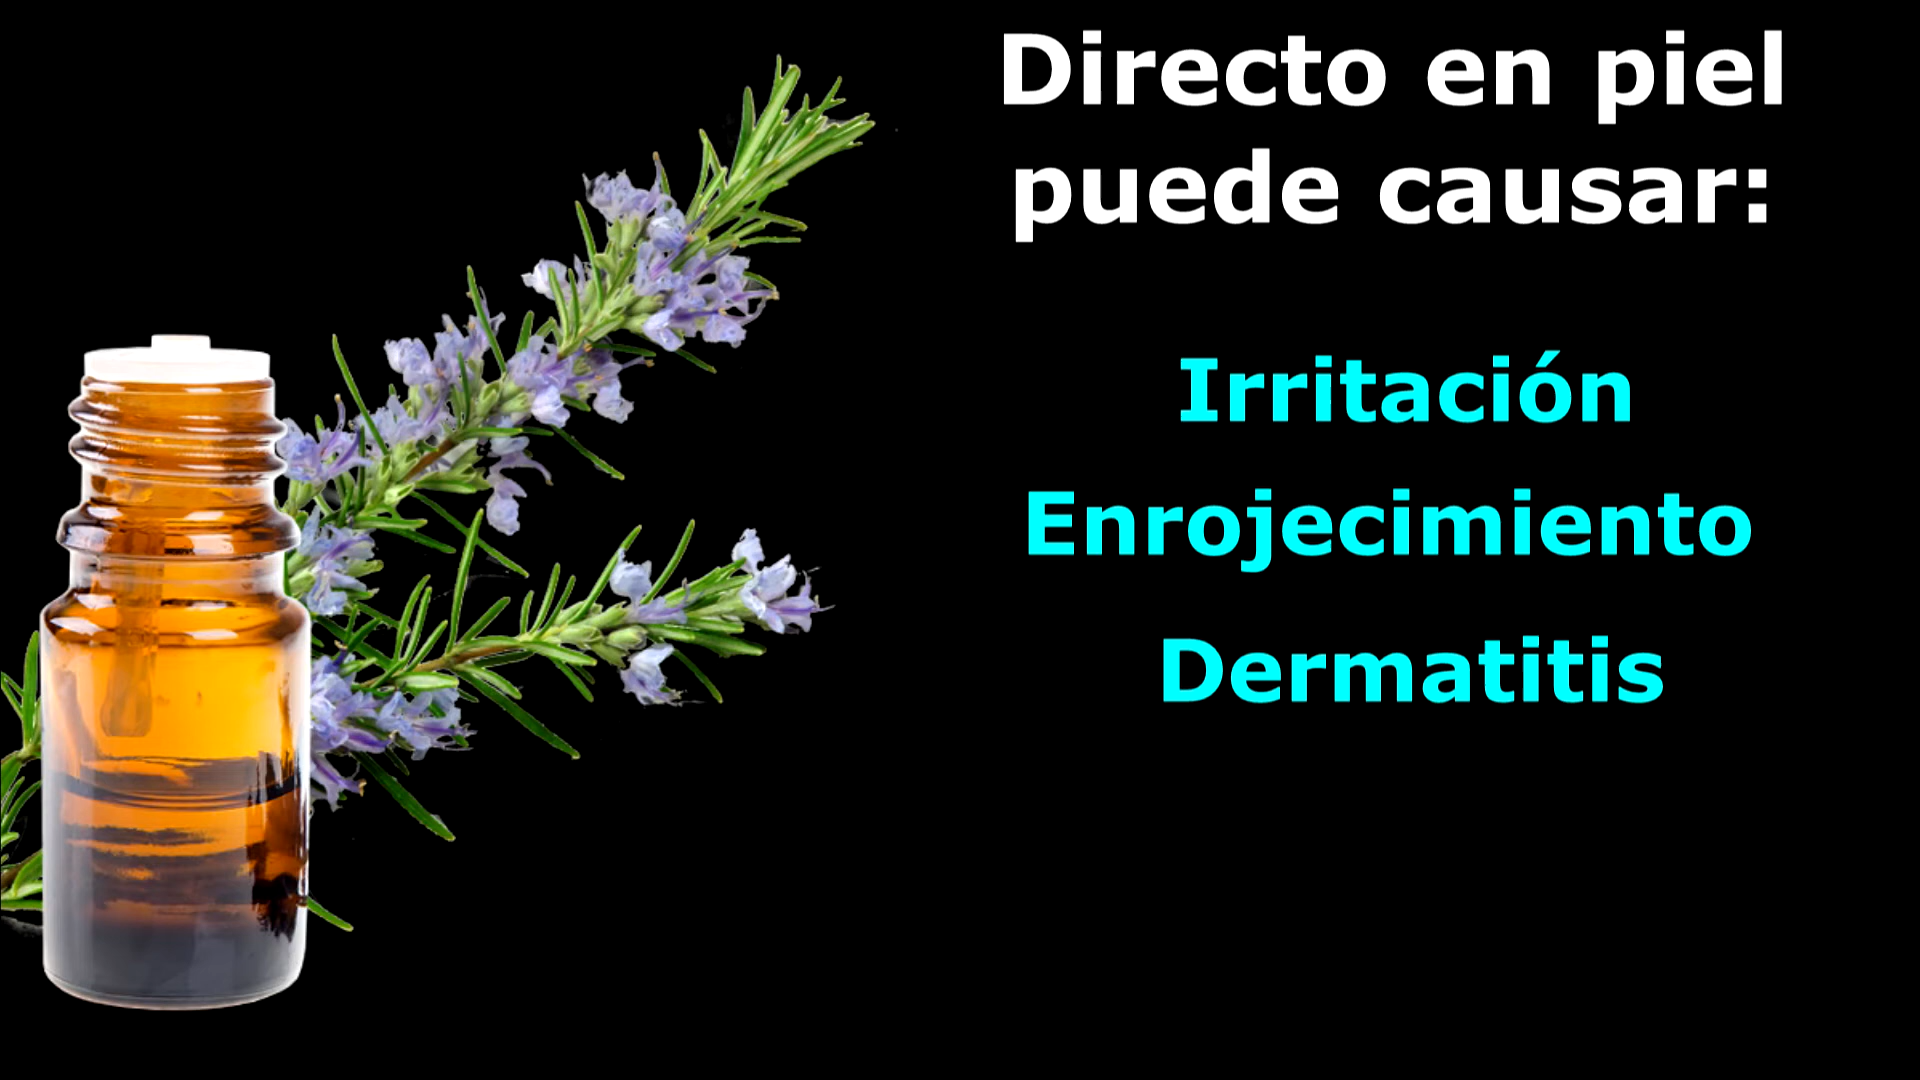 Directo en piel
puede causar:
Irritación
Enrojecimiento
Dermatitis